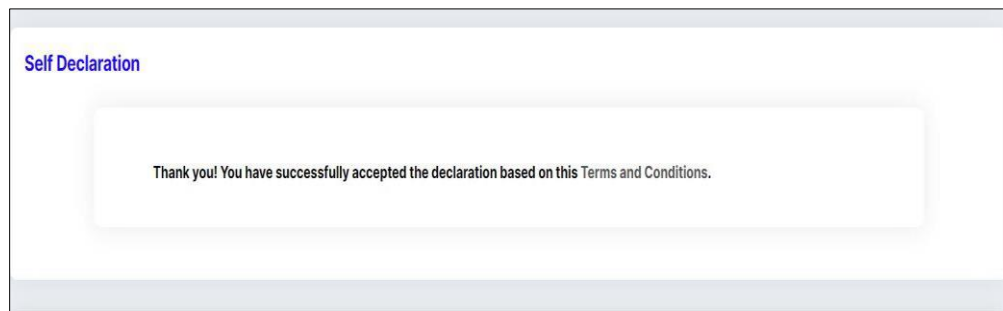 Self Declaration
Thank you! You have successfully accepted the declaration based on this Terms and Conditions.